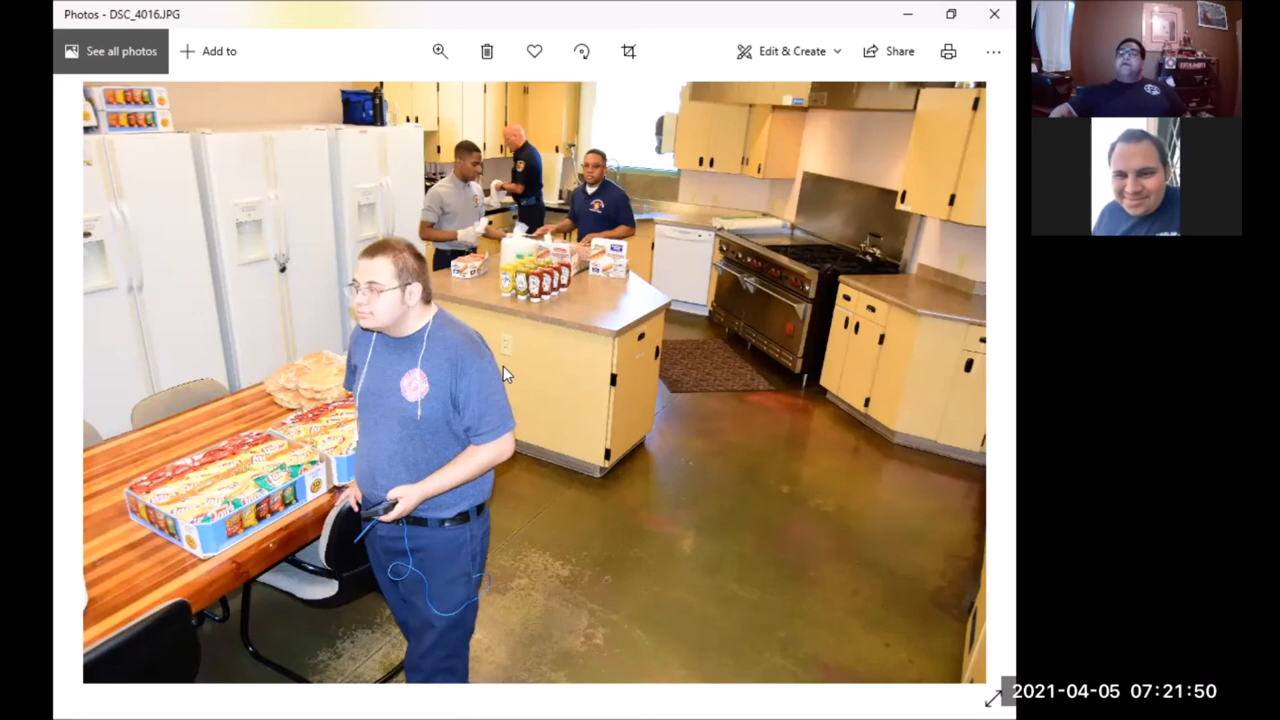 Photos - DSC_4016.JPG
See all photos
Add to
Edit & Create
Share
2021-04-05 07:21:50